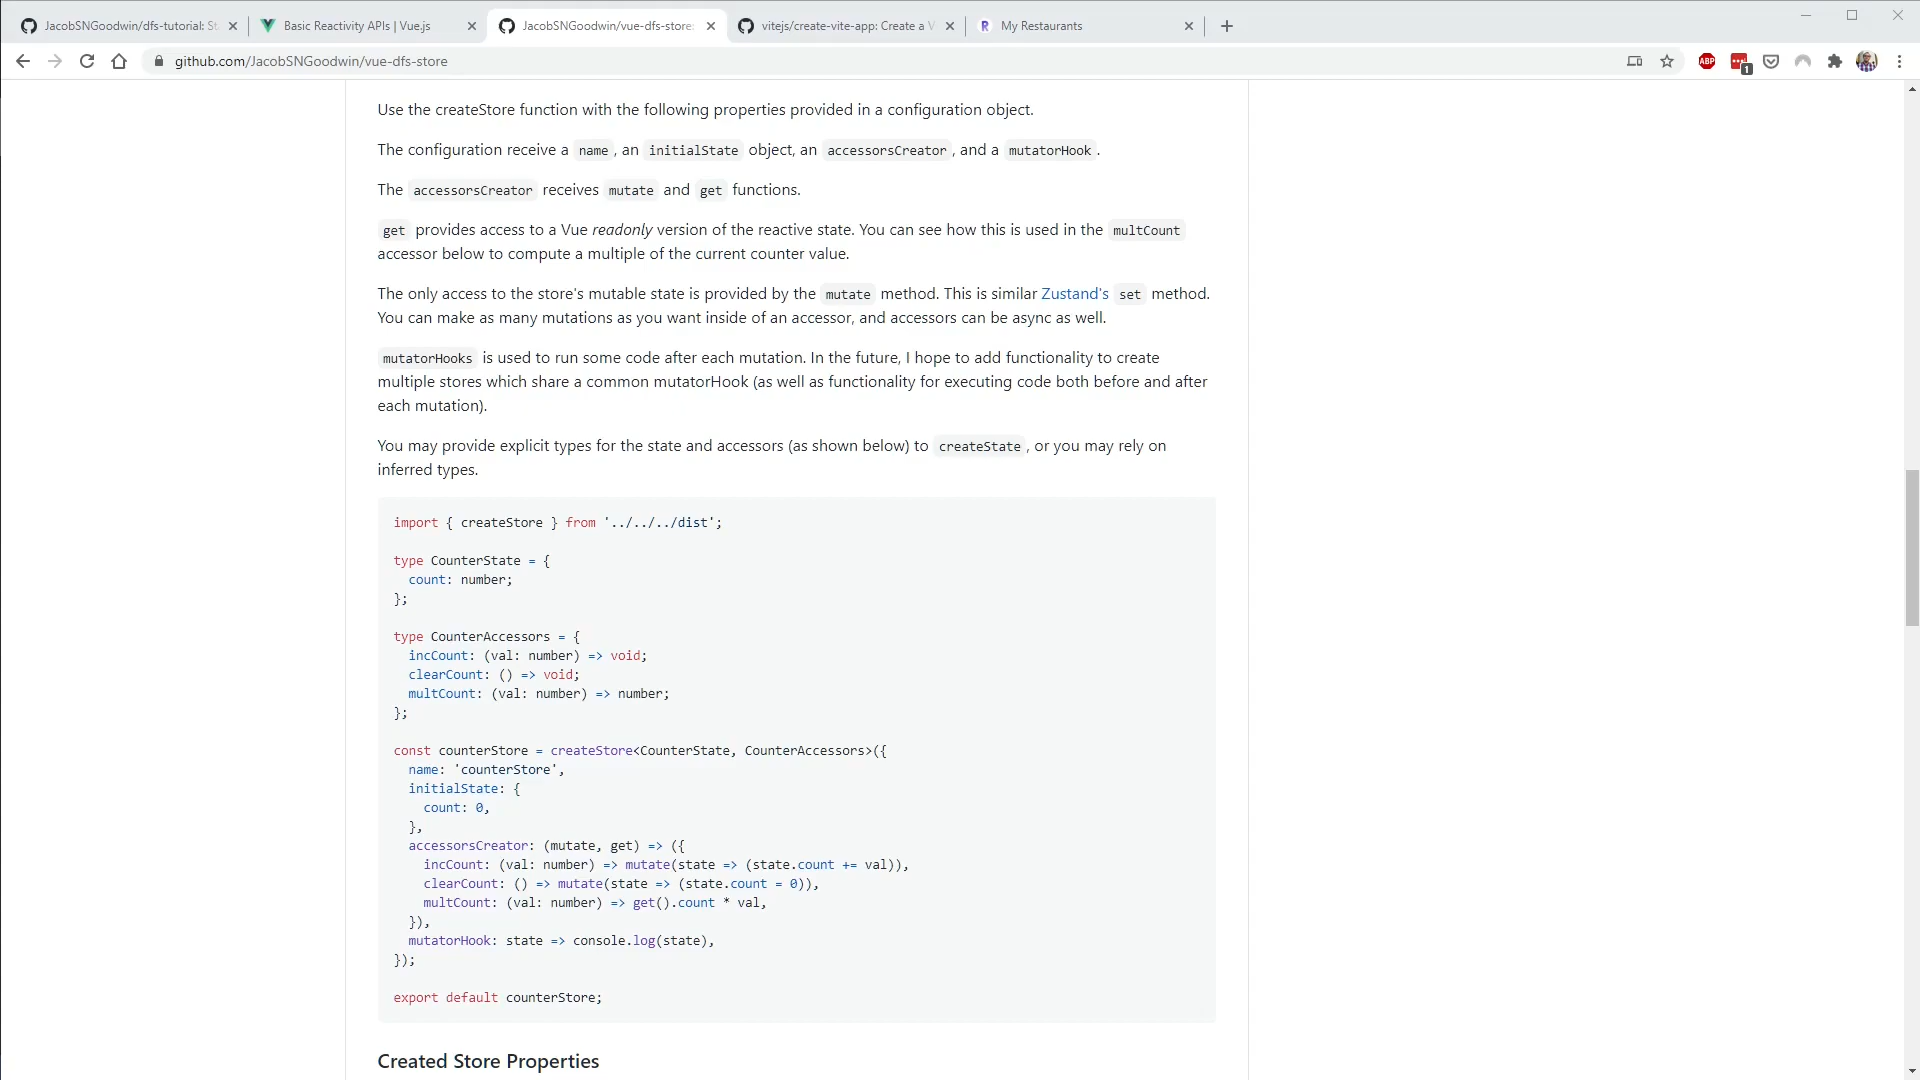 JacobSNGoodwin/dfs-tutorial: St
Basic Reactivity APIs | Vue.js
JacobSNGoodwin/vue-dfs-store:
vitejs/create-vite-app: Create a V
My Restaurants
github.com/JacobSNGoodwin/vue-dfs-store
ABP
1
Use the createStore function with the following properties provided in a configuration object.
The configuration receive a name, an initialState object, an accessorsCreator, and a mutatorHook.
The accessorsCreator receives mutate and get functions.
get provides access to a Vue readonly version of the reactive state. You can see how this is used in the multCount
accessor below to compute a multiple of the current counter value.
The only access to the store's mutable state is provided by the mutate method. This is similar Zustand's set method.
You can make as many mutations as you want inside of an accessor, and accessors can be async as well.
mutatorHooks is used to run some code after each mutation. In the future, I hope to add functionality to create
multiple stores which share a common mutatorHook (as well as functionality for executing code both before and after
each mutation).
You may provide explicit types for the state and accessors (as shown below) to createState, or you may rely on
inferred types.
import { createStore } from '../../../dist';
type CounterState = {
  count: number;
};
type CounterAccessors = {
  incCount: (val: number) => void;
  clearCount: () => void;
  multCount: (val: number) => number;
};
const counterStore = createStore<CounterState, CounterAccessors>({
  name: 'counterStore',
  initialState: {
    count: 0,
  },
  accessorsCreator: (mutate, get) => ({
    incCount: (val: number) => mutate(state => (state.count += val)),
    clearCount: () => mutate(state => (state.count = 0)),
    multCount: (val: number) => get().count * val,
  }),
  mutatorHook: state => console.log(state),
});
export default counterStore;
Created Store Properties